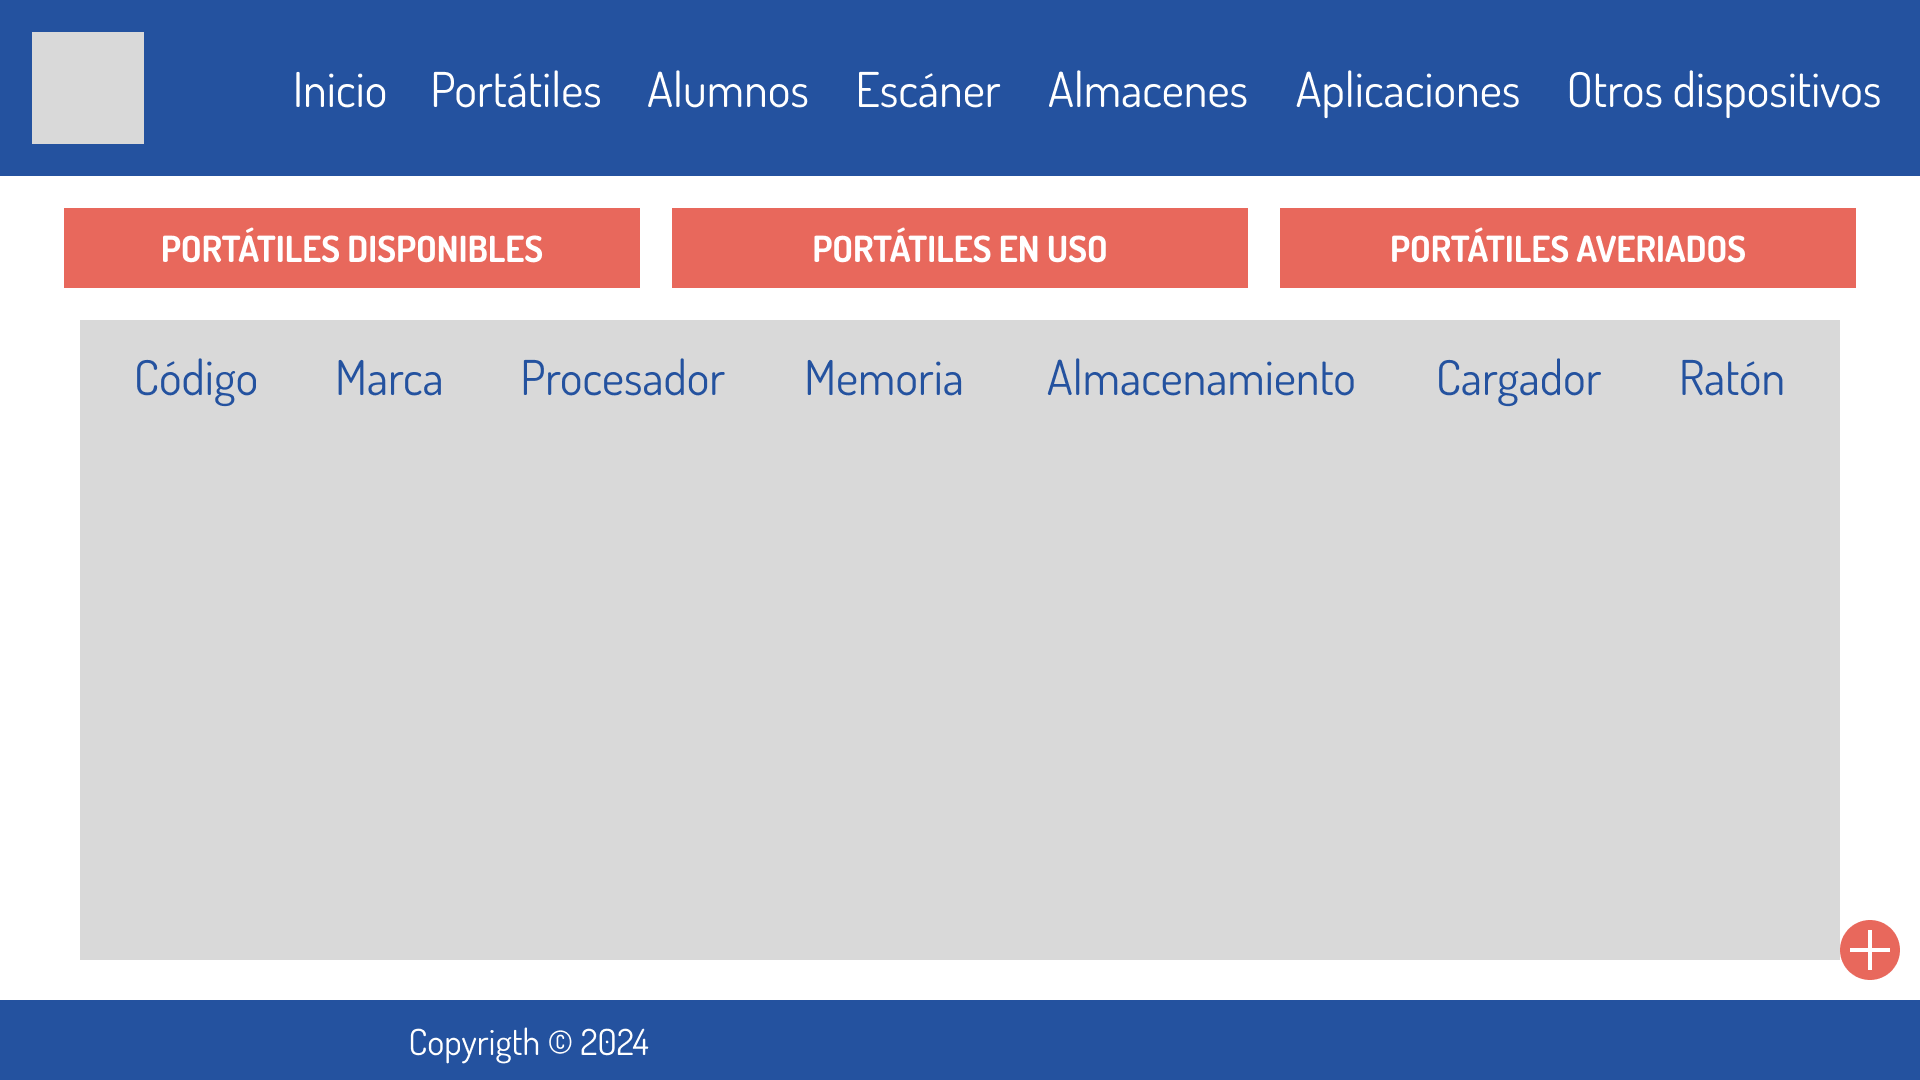 Inicio Portátiles Alumnos Escáner Almacenes Aplicaciones Otros dispositivos
PORTÁTILES DISPONIBLES PORTÁTILES EN USO PORTÁTILES AVERIADOS
Código Marca Procesador Memoria Almacenamiento Cargador Ratón
Copyrigth © 2024